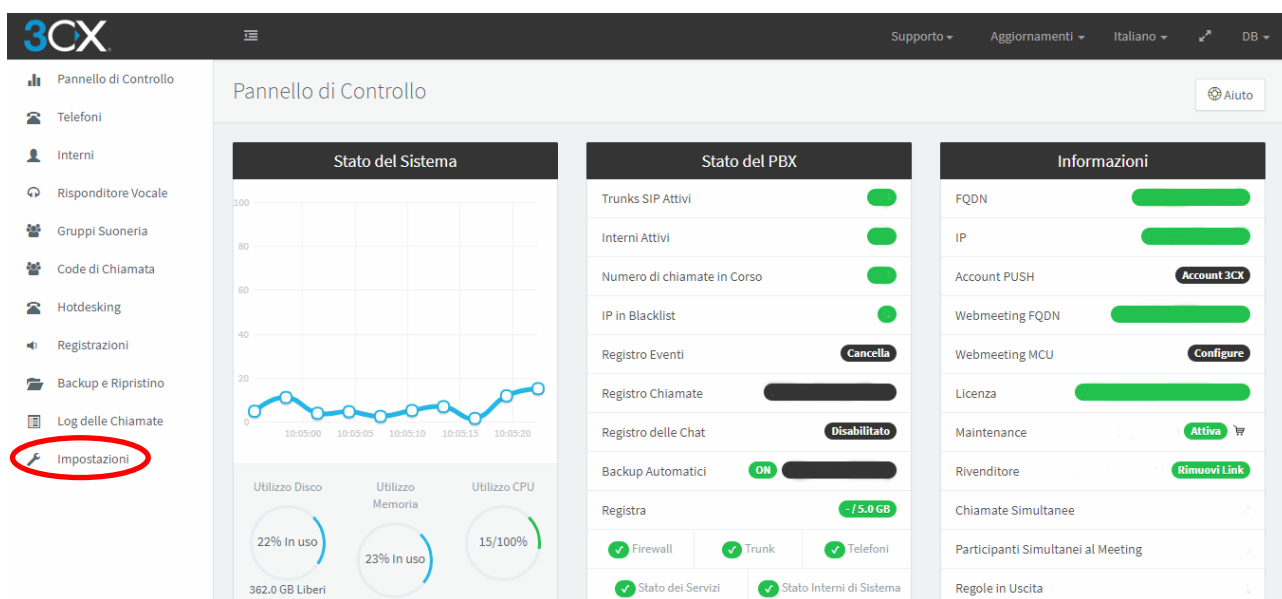 3CX
Supporto
Aggiornamenti
Italiano
DB
Pannello di Controllo
Telefoni
Interni
Risponditore Vocale
Gruppi Suoneria
Code di Chiamata
Hotdesking
Registrazioni
Backup e Ripristino
Log delle Chiamate
Impostazioni
Pannello di Controllo
Aiuto
Stato del Sistema
100
80
60
40
20
0
10:05:00 10:05:05 10:05:10 10:05:15 10:05:20
Utilizzo Disco
22% In uso
362.0 GB Liberi
Utilizzo
Memoria
23% In uso
Utilizzo CPU
15/100%
Stato del PBX
Trunks SIP Attivi
Interni Attivi
Numero di chiamate in Corso
IP in Blacklist
Registro Eventi Cancella
Registro Chiamate
Registro delle Chat Disabilitato
Backup Automatici ON
Registra -/ 5.0 GB
Firewall Trunk Telefoni
Stato dei Servizi Stato Interni di Sistema
Informazioni
FQDN
IP
Account PUSH Account 3CX
Webmeeting FQDN
Webmeeting MCU Configure
Licenza
Maintenance Attiva
Rivenditore Rimuovi Link
Chiamate Simultanee
Participanti Simultanei al Meeting
Regole in Uscita